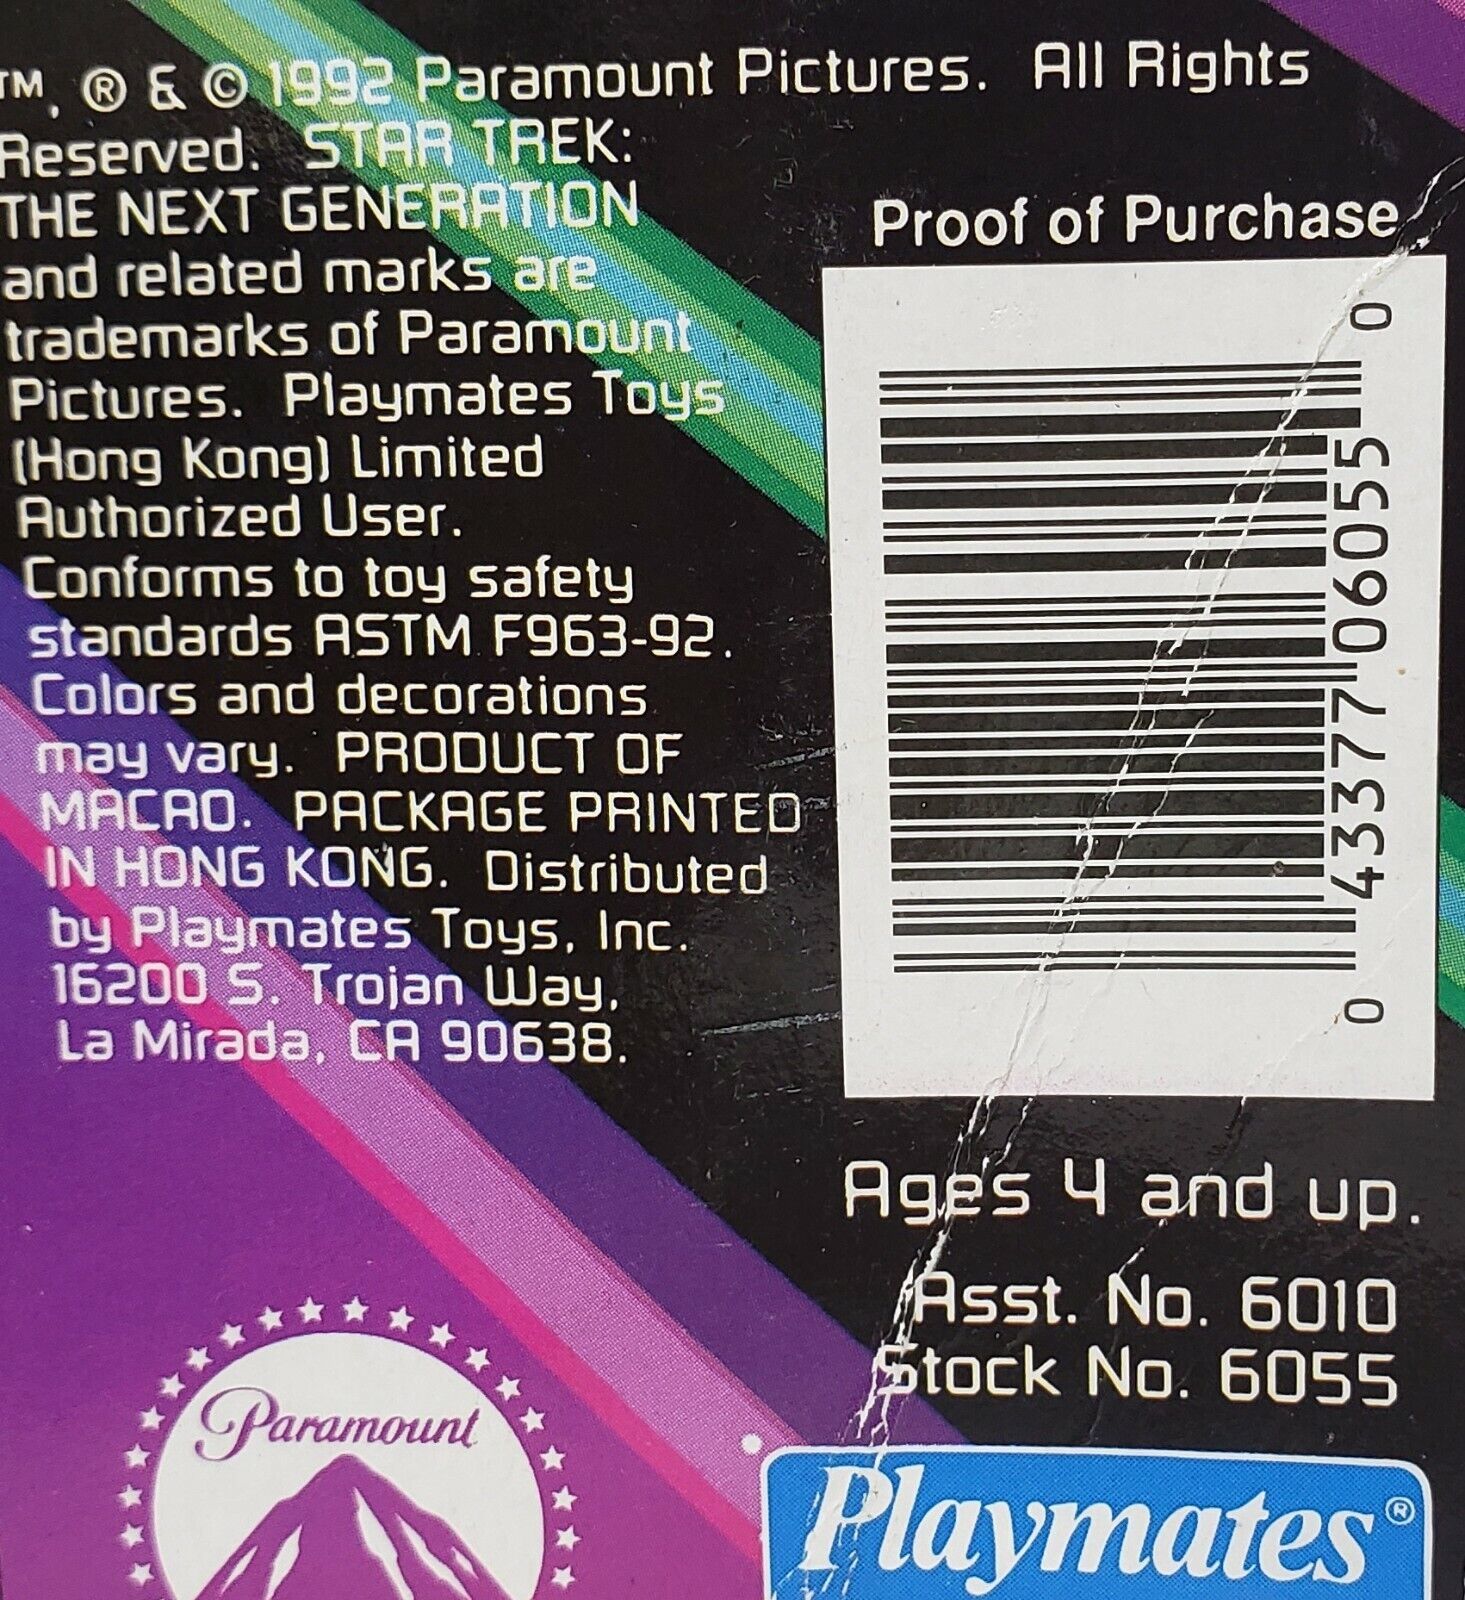 ™, ® & © 1992 Paramount Pictures. All Rights
Reserved. STAR TREK:
THE NEXT GENERATION
and related marks are
trademarks of Paramount
Pictures. Playmates Toys
(Hong Kong) Limited
Authorized User.
Conforms to toy safety
standards ASTM F963-92.
Colors and decorations
may vary. PRODUCT OF
MACAO. PACKAGE PRINTED
IN HONG KONG. Distributed
by Playmates Toys, Inc.
16200 S. Trojan Way,
La Mirada, CA 90638.
Proof of Purchase
0 43377 06055 0
Ages 4 and up.
Asst. No. 6010
Stock No. 6055
Paramount
Playmates®